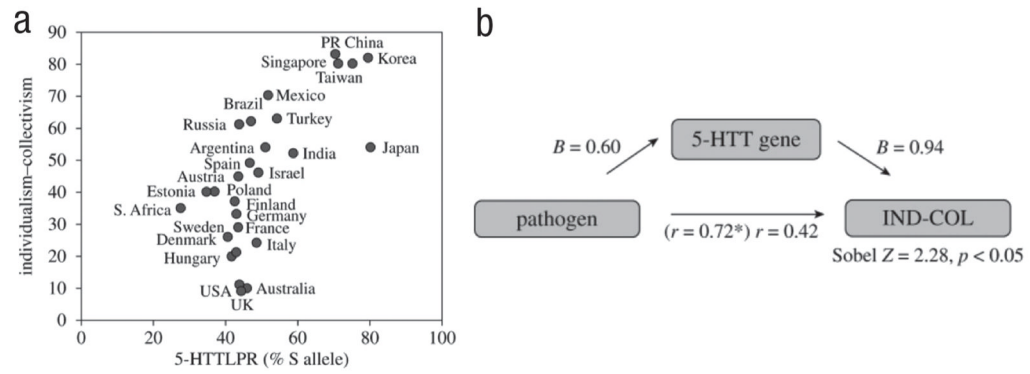 a
90
80
70
60
50
40
30
20
10
0
individualism–collectivism
PR China
Singapore
Korea
Taiwan
Mexico
Brazil
Russia
Turkey
Argentina
India
Japan
Spain
Israel
Austria
Estonia
Poland
S. Africa
Finland
Germany
Sweden
France
Denmark
Italy
Hungary
USA
Australia
UK
0 20 40 60 80 100
5-HTTLPR (% S allele)
b
5-HTT gene
B = 0.60
B = 0.94
pathogen
IND-COL
(r = 0.72*) r = 0.42
Sobel Z = 2.28, p < 0.05